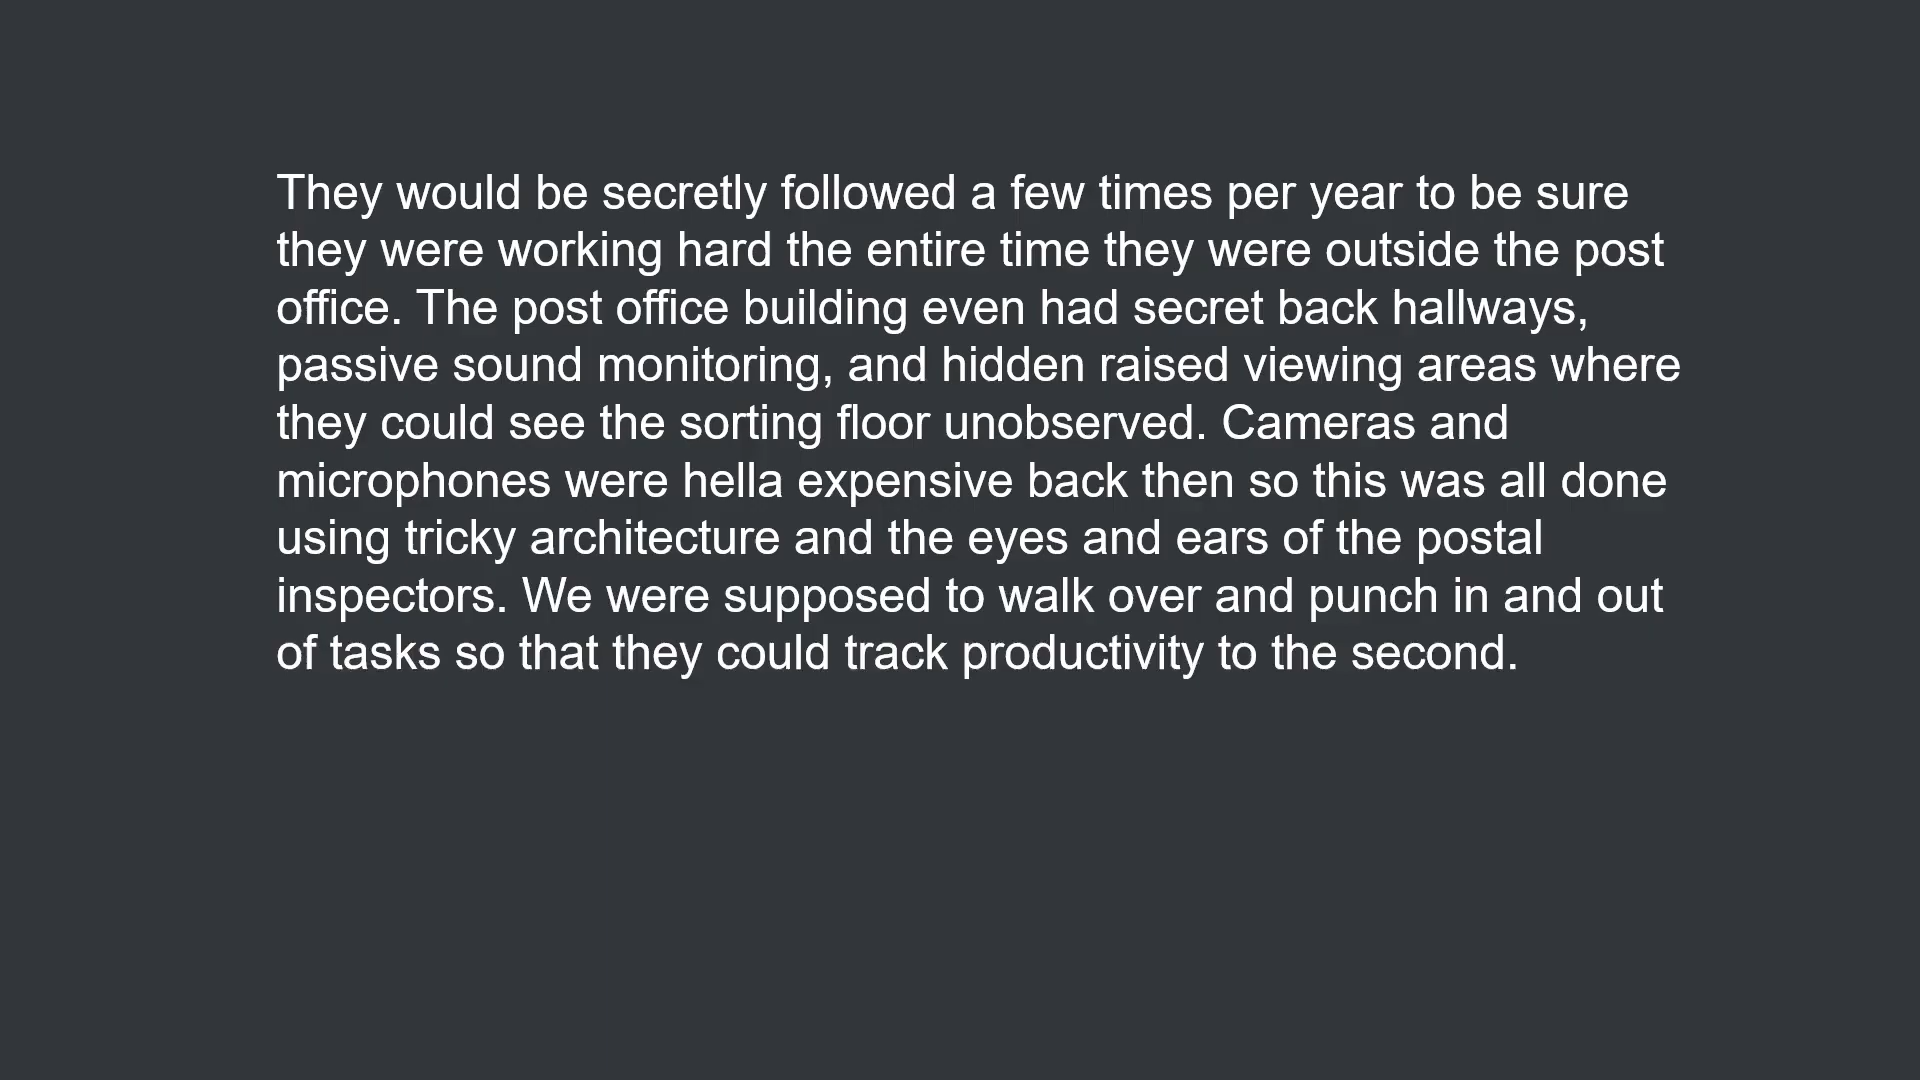 They would be secretly followed a few times per year to be sure
they were working hard the entire time they were outside the post
office. The post office building even had secret back hallways,
passive sound monitoring, and hidden raised viewing areas where
they could see the sorting floor unobserved. Cameras and
microphones were hella expensive back then so this was all done
using tricky architecture and the eyes and ears of the postal
inspectors. We were supposed to walk over and punch in and out
of tasks so that they could track productivity to the second.